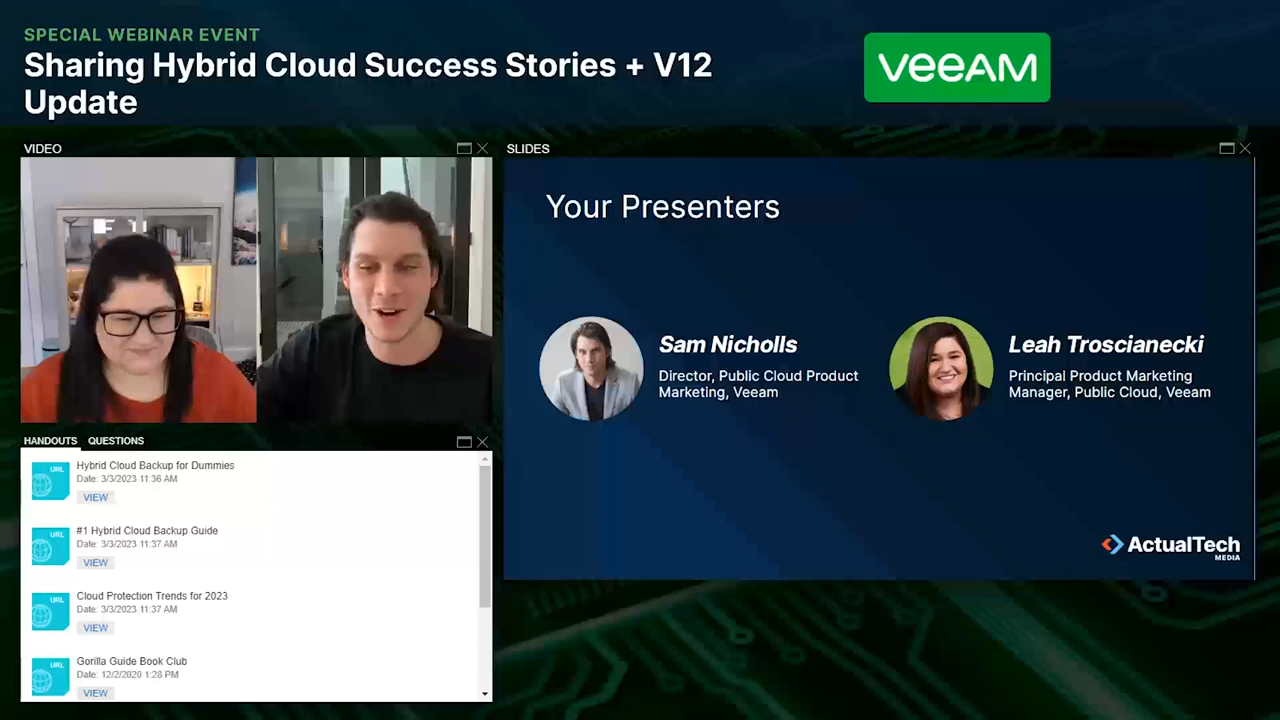 SPECIAL WEBINAR EVENT
Sharing Hybrid Cloud Success Stories + V12
Update
veeAM
VIDEO
SLIDES
Your Presenters
Sam Nicholls
Director, Public Cloud Product
Marketing, Veeam
Leah Troscianecki
Principal Product Marketing
Manager, Public Cloud, Veeam
ActualTech
MEDIA
HANDOUTS QUESTIONS
URL
Hybrid Cloud Backup for Dummies
Date: 3/3/2023 11:36 AM
VIEW
URL
#1 Hybrid Cloud Backup Guide
Date: 3/3/2023 11:37 AM
VIEW
URL
Cloud Protection Trends for 2023
Date: 3/3/2023 11:37 AM
VIEW
URL
Gorilla Guide Book Club
Date: 12/2/2020 1:28 PM
VIEW